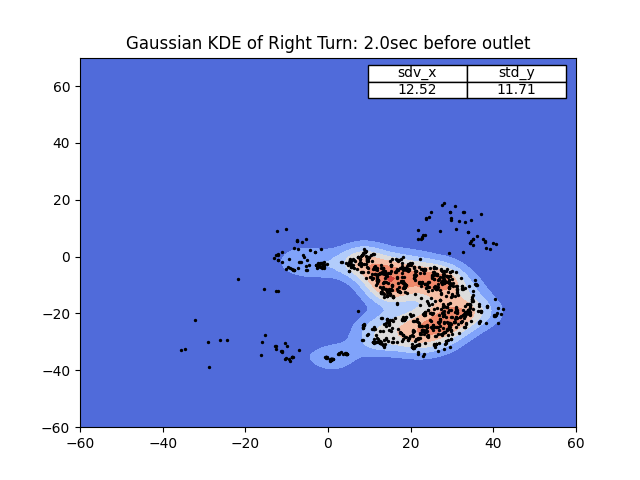 Gaussian KDE of Right Turn: 2.0sec before outlet
sdv_x std_y
12.52 11.71
60
40
20
0
−20
−40
−60
−60 −40 −20 0 20 40 60